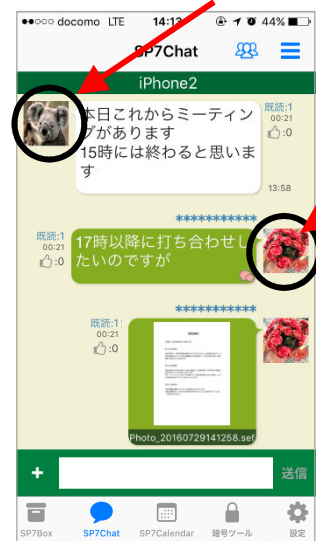 docomo LTE 14:13 44%
SP7Chat
iPhone2
本日これからミーティン
グがあります
15時には終わると思いま
す
既読:1
00:21
:0
13:58
***********
既読:1
00:21
:0
17時以降に打ち合わせし
たいのですが
***********
既読:1
00:21
:0
Photo_20160729141258.sef
+
送信
SP7Box SP7Chat SP7Calendar 暗号ツール 設定